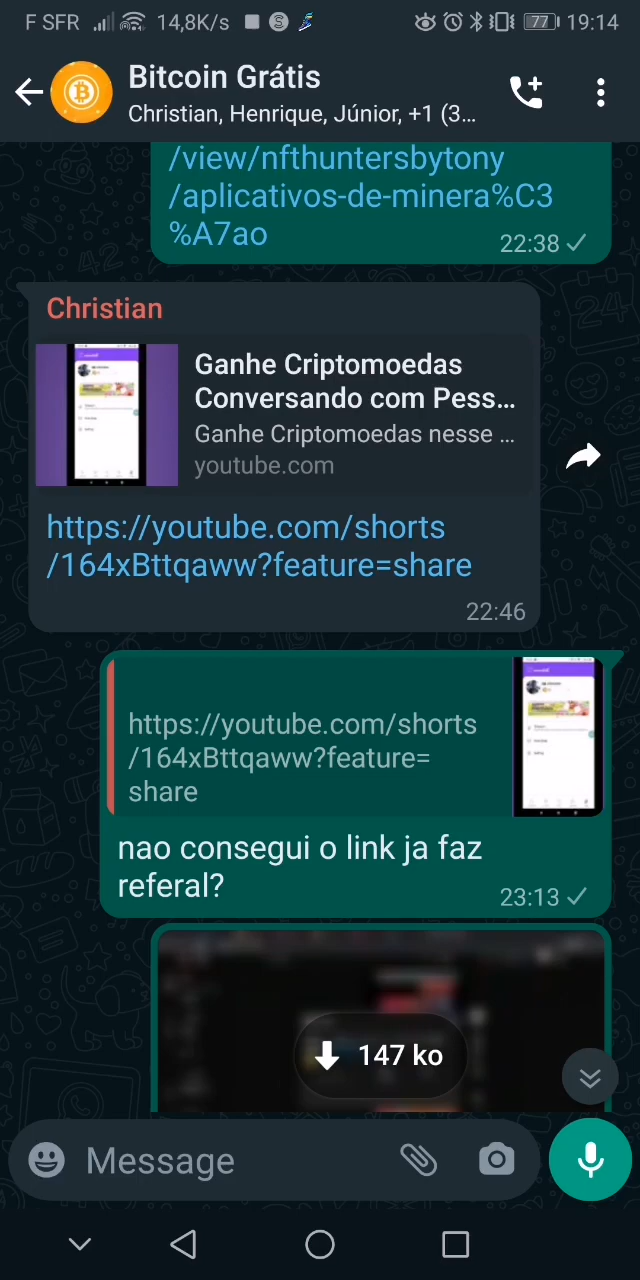 F SFR 14,8K/s 77 19:14
Bitcoin Grátis
Christian, Henrique, Júnior, +1 (3…
/view/nfthuntersbytony
/aplicativos-de-minera%C3
%A7ao
22:38
Christian
Ganhe Criptomoedas
Conversando com Pess…
Ganhe Criptomoedas nesse …
youtube.com
https://youtube.com/shorts
/164xBttqaww?feature=share
22:46
https://youtube.com/shorts
/164xBttqaww?feature=
share
nao consegui o link ja faz
referal?
23:13
147 ko
Message